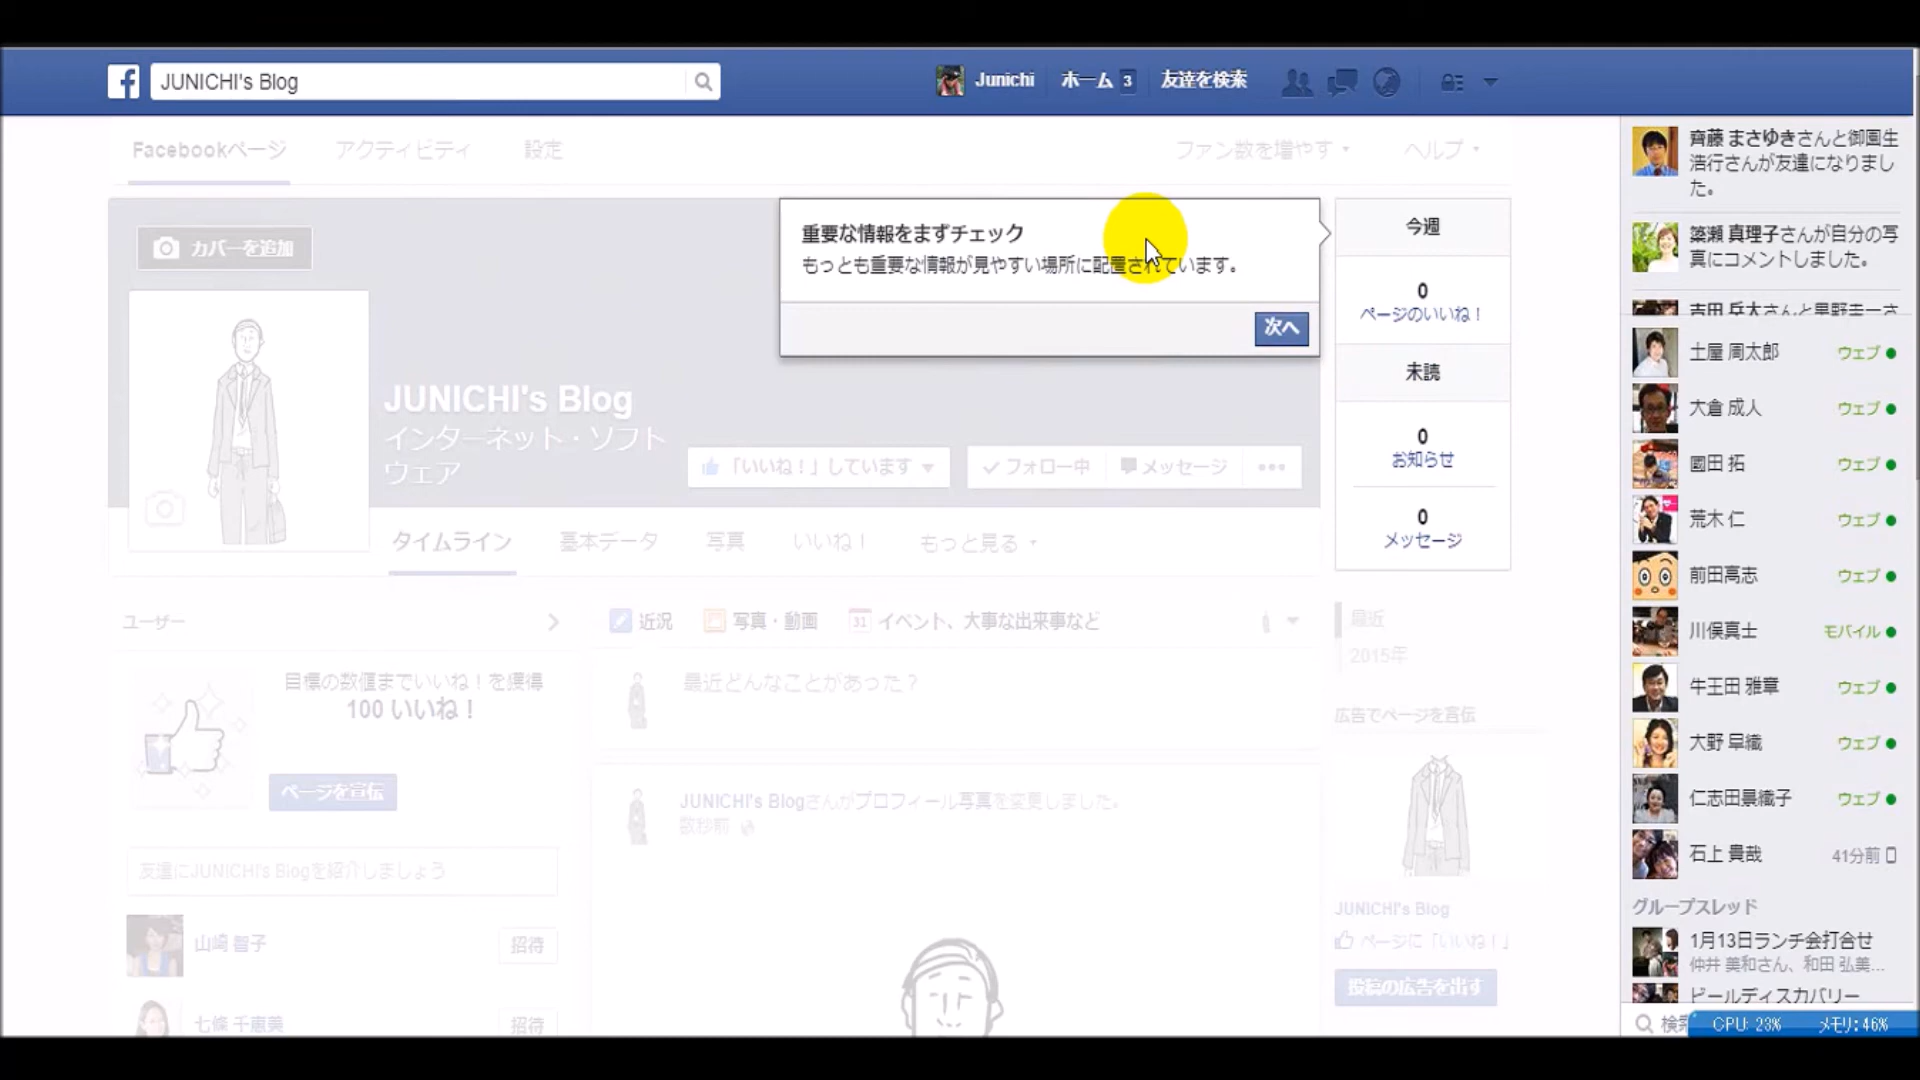 JUNICHI's Blog
Junichi
ホーム 3
友達を検索
Facebookページ
アクティビティ
設定
ファン数を増やす
ヘルプ
カバーを追加
重要な情報をまずチェック
もっとも重要な情報が見やすい場所に配置されています。
次へ
JUNICHI's Blog
インターネット・ソフト
ウェア
「いいね！」しています
フォロー中
メッセージ
今週
0
ページのいいね！
未読
0
お知らせ
0
メッセージ
タイムライン
基本データ
写真
いいね！
もっと見る
ユーザー
目標の数値までいいね！を獲得
100 いいね！
ページを宣伝
友達にJUNICHI's Blogを紹介しましょう
山崎 智子
招待
七條 千恵美
招待
近況
写真・動画
31
イベント、大事な出来事など
最近どんなことがあった？
JUNICHI's Blogさんがプロフィール写真を変更しました。
数秒前
最近
2015年
広告でページを宣伝
JUNICHI's Blog
ページに「いいね！」
投稿の広告を出す
齊藤 まさゆきさんと御園生
浩行さんが友達になりまし
た。
簗瀬 真理子さんが自分の写
真にコメントしました。
土屋 周太郎 ウェブ
大倉 成人 ウェブ
國田 拓 ウェブ
荒木 仁 ウェブ
前田高志 ウェブ
川俣真士 モバイル
牛王田 雅章 ウェブ
大野 早織 ウェブ
仁志田景織子 ウェブ
石上 貴哉 41分前
グループスレッド
1月13日ランチ会打合せ
仲井 美和さん、和田 弘美...
ビールディスカバリー
検索
CPU: 23% メモリ: 46%